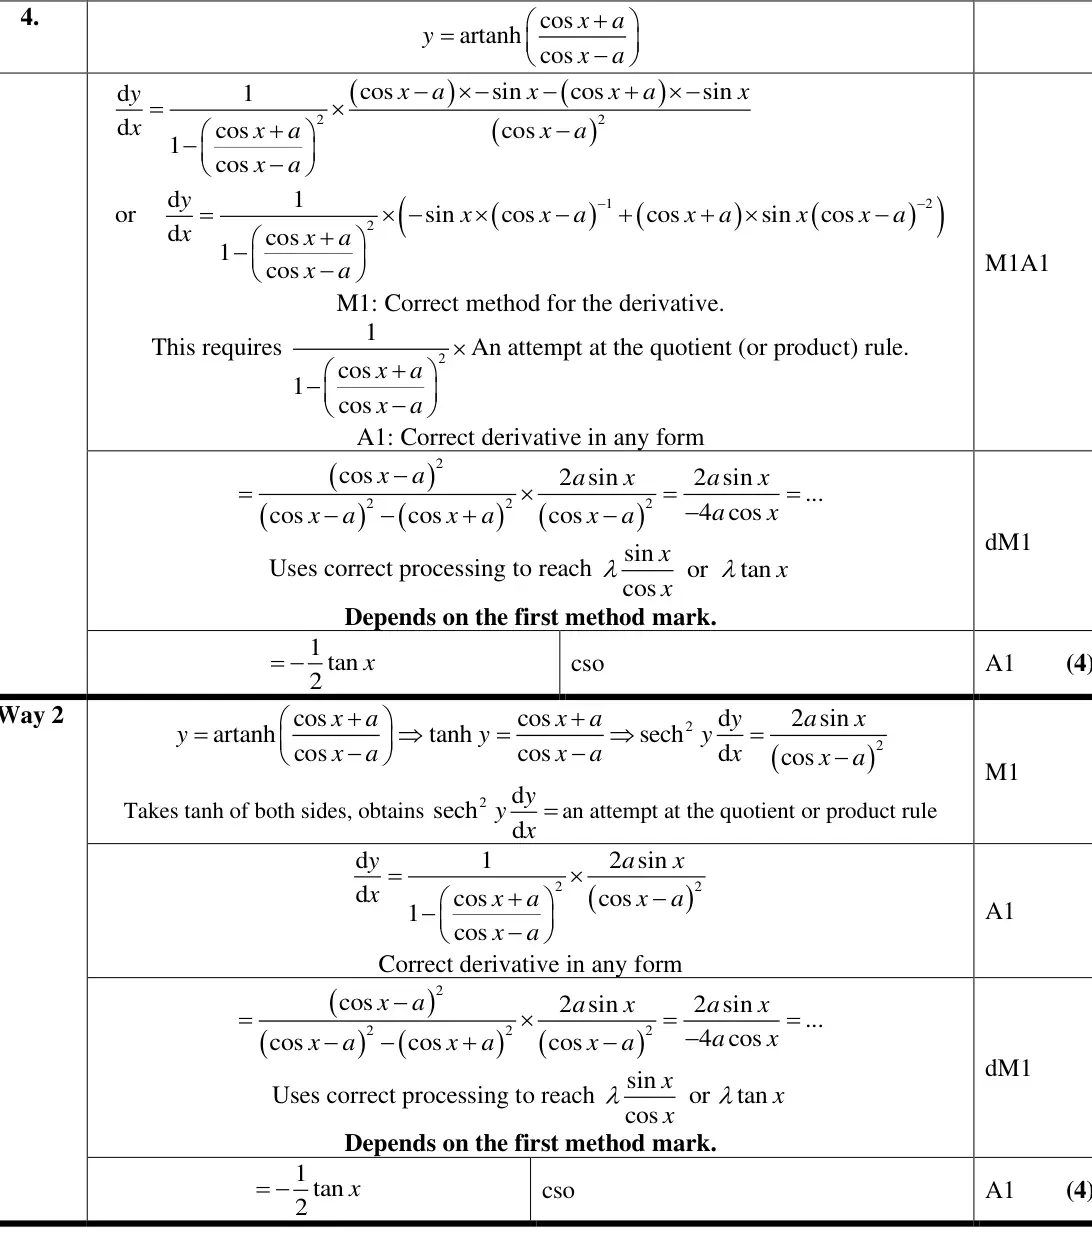 4.
y = artanh((cos x + a)/(cos x − a))
dy/dx = 1/(1 − ((cos x + a)/(cos x − a))²) × ((cos x − a) × −sin x − (cos x + a) × −sin x)/(cos x − a)²
or dy/dx = 1/(1 − ((cos x + a)/(cos x − a))²) × (−sin x × (cos x − a)⁻¹ + (cos x + a) × sin x (cos x − a)⁻²)
M1A1
M1: Correct method for the derivative.
This requires 1/(1 − ((cos x + a)/(cos x − a))²) × An attempt at the quotient (or product) rule.
A1: Correct derivative in any form
= (cos x − a)²/((cos x − a)² − (cos x + a)²) × 2a sin x/(cos x − a)² = 2a sin x/(−4a cos x) = ...
dM1
Uses correct processing to reach λ sin x/cos x or λ tan x
Depends on the first method mark.
= −1/2 tan x
cso
A1 (4)
Way 2
y = artanh((cos x + a)/(cos x − a)) ⇒ tanh y = (cos x + a)/(cos x − a) ⇒ sech² y dy/dx = 2a sin x/(cos x − a)²
M1
Takes tanh of both sides, obtains sech² y dy/dx = an attempt at the quotient or product rule
dy/dx = 1/(1 − ((cos x + a)/(cos x − a))²) × 2a sin x/(cos x − a)²
A1
Correct derivative in any form
= (cos x − a)²/((cos x − a)² − (cos x + a)²) × 2a sin x/(cos x − a)² = 2a sin x/(−4a cos x) = ...
dM1
Uses correct processing to reach λ sin x/cos x or λ tan x
Depends on the first method mark.
= −1/2 tan x
cso
A1 (4)